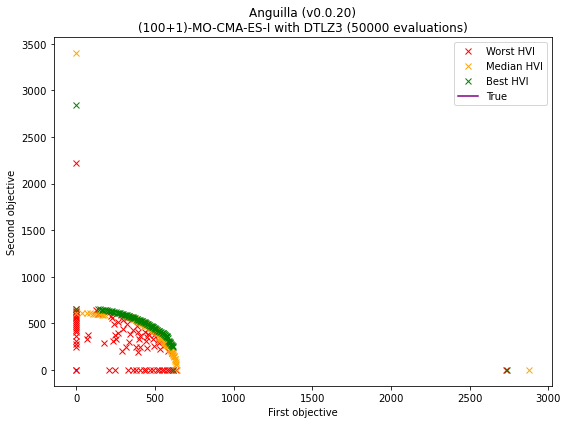 Anguilla (v0.0.20)
(100+1)-MO-CMA-ES-I with DTLZ3 (50000 evaluations)
Worst HVI
Median HVI
Best HVI
True
Second objective
3500
3000
2500
2000
1500
1000
500
0
0 500 1000 1500 2000 2500 3000
First objective